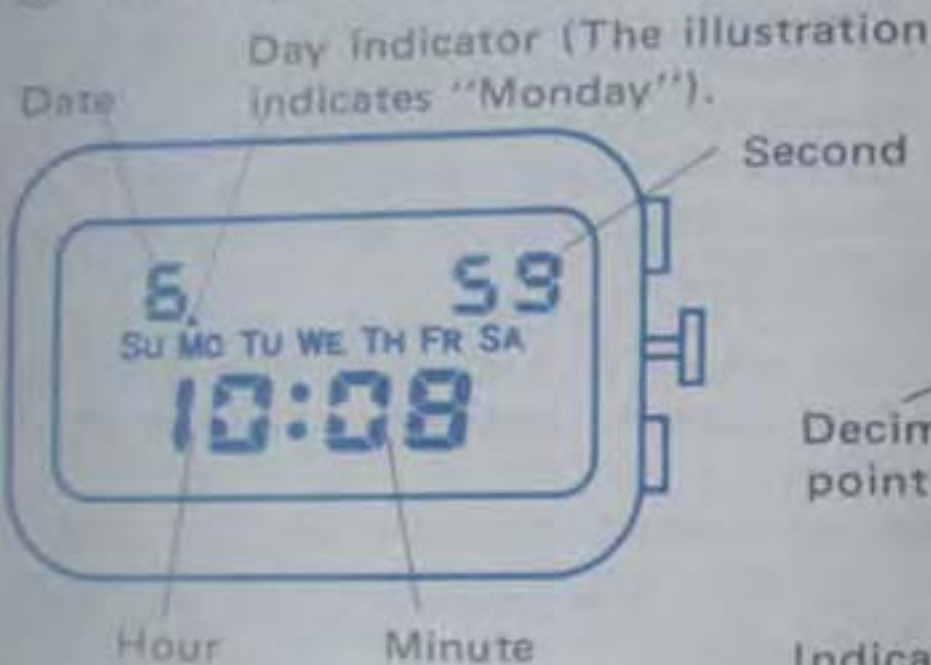 Day indicator (The illustration
indicates "Monday").
Date
Second
6.
59
SU MO TU WE TH FR SA
10:08
Decim
point
Hour
Minute
Indica